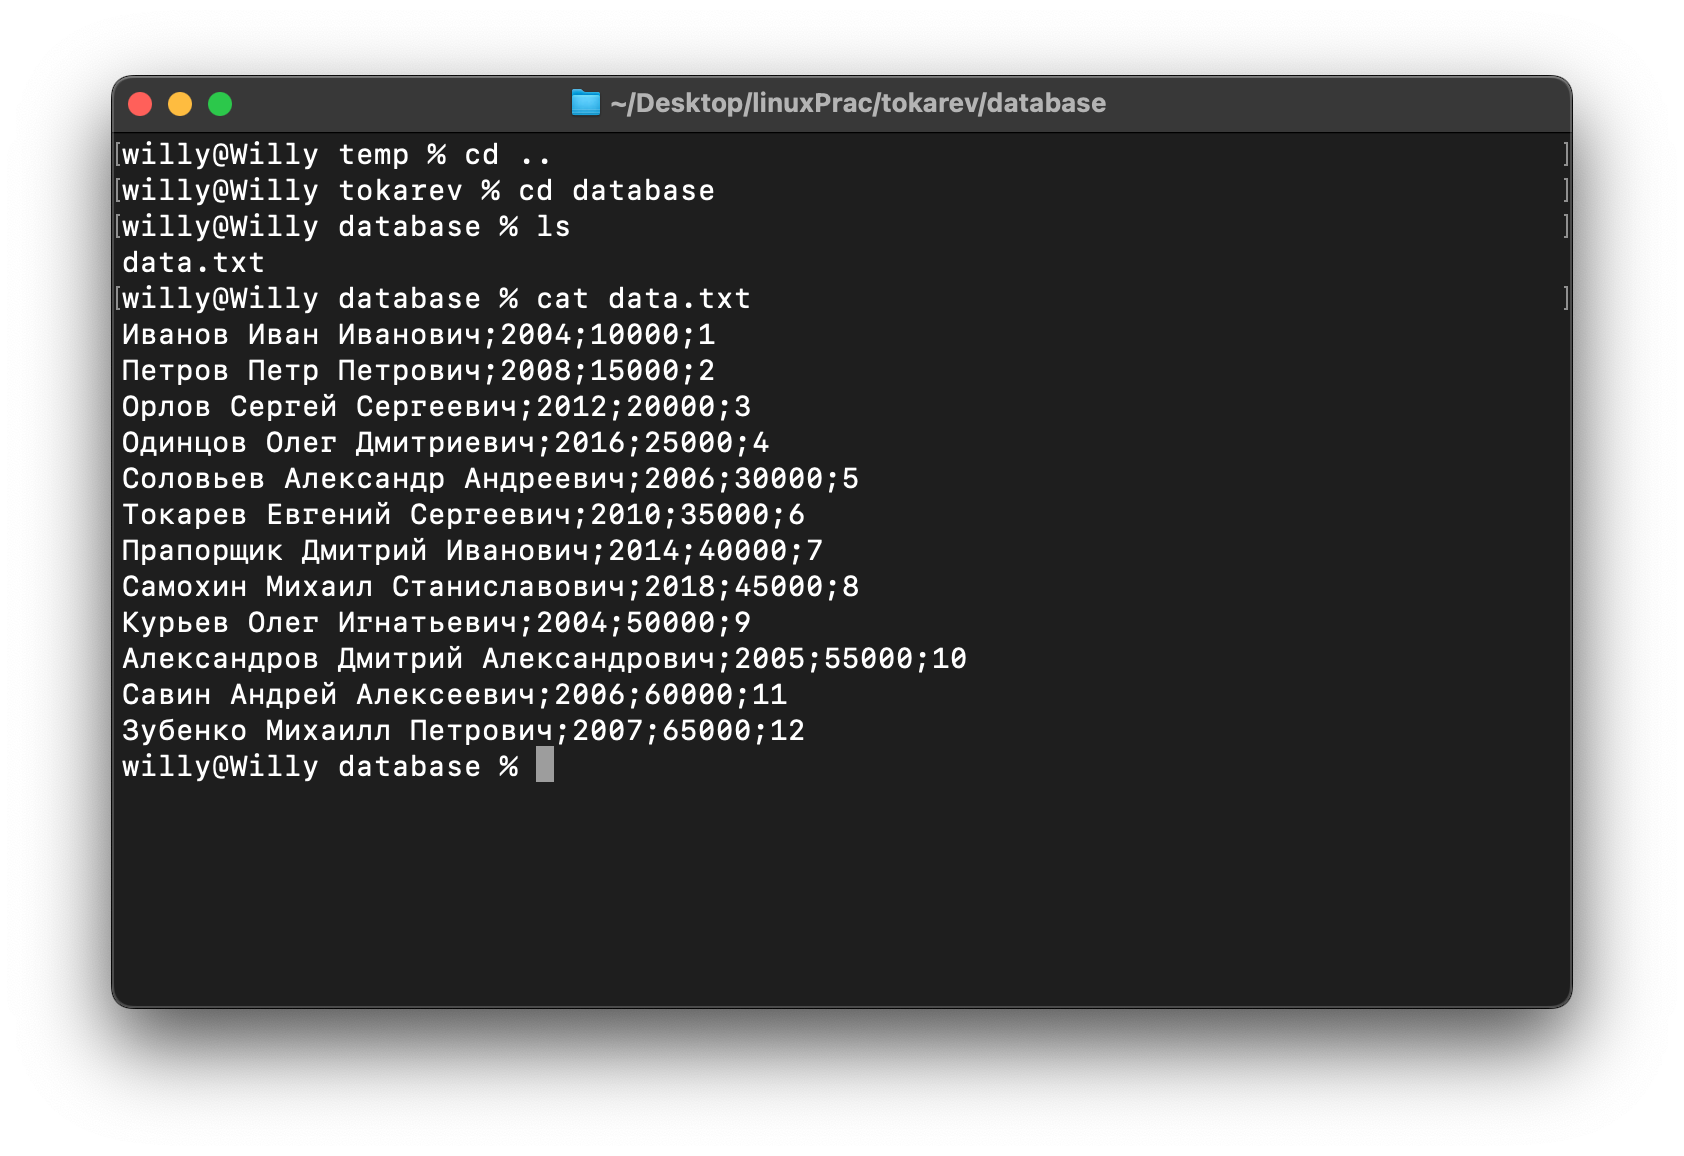 ~/Desktop/linuxPrac/tokarev/database
[willy@Willy temp % cd .. ]
[willy@Willy tokarev % cd database ]
[willy@Willy database % ls ]
data.txt
[willy@Willy database % cat data.txt ]
Иванов Иван Иванович;2004;10000;1
Петров Петр Петрович;2008;15000;2
Орлов Сергей Сергеевич;2012;20000;3
Одинцов Олег Дмитриевич;2016;25000;4
Соловьев Александр Андреевич;2006;30000;5
Токарев Евгений Сергеевич;2010;35000;6
Прапорщик Дмитрий Иванович;2014;40000;7
Самохин Михаил Станиславович;2018;45000;8
Курьев Олег Игнатьевич;2004;50000;9
Александров Дмитрий Александрович;2005;55000;10
Савин Андрей Алексеевич;2006;60000;11
Зубенко Михаилл Петрович;2007;65000;12
willy@Willy database %